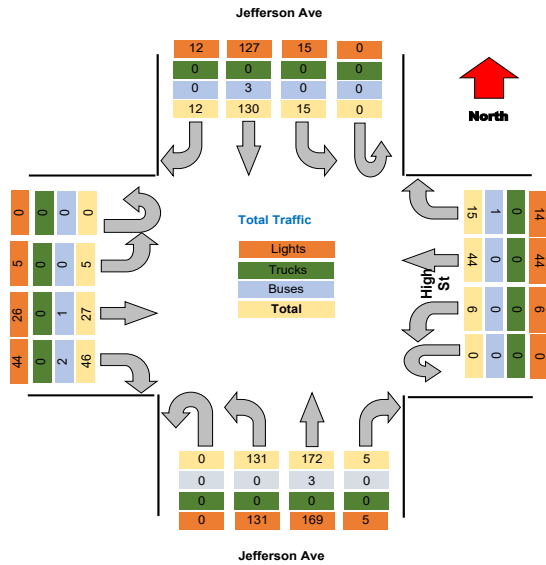 Jefferson Ave
12 127 15 0
0 0 0 0
0 3 0 0
12 130 15 0
North
0 0 0 0
5 0 0 5
26 0 1 27
44 0 2 46
Total Traffic
Lights
Trucks
Buses
Total
High St
15 1 0 14
44 0 0 44
6 0 0 6
0 0 0 0
0 131 172 5
0 0 3 0
0 0 0 0
0 131 169 5
Jefferson Ave